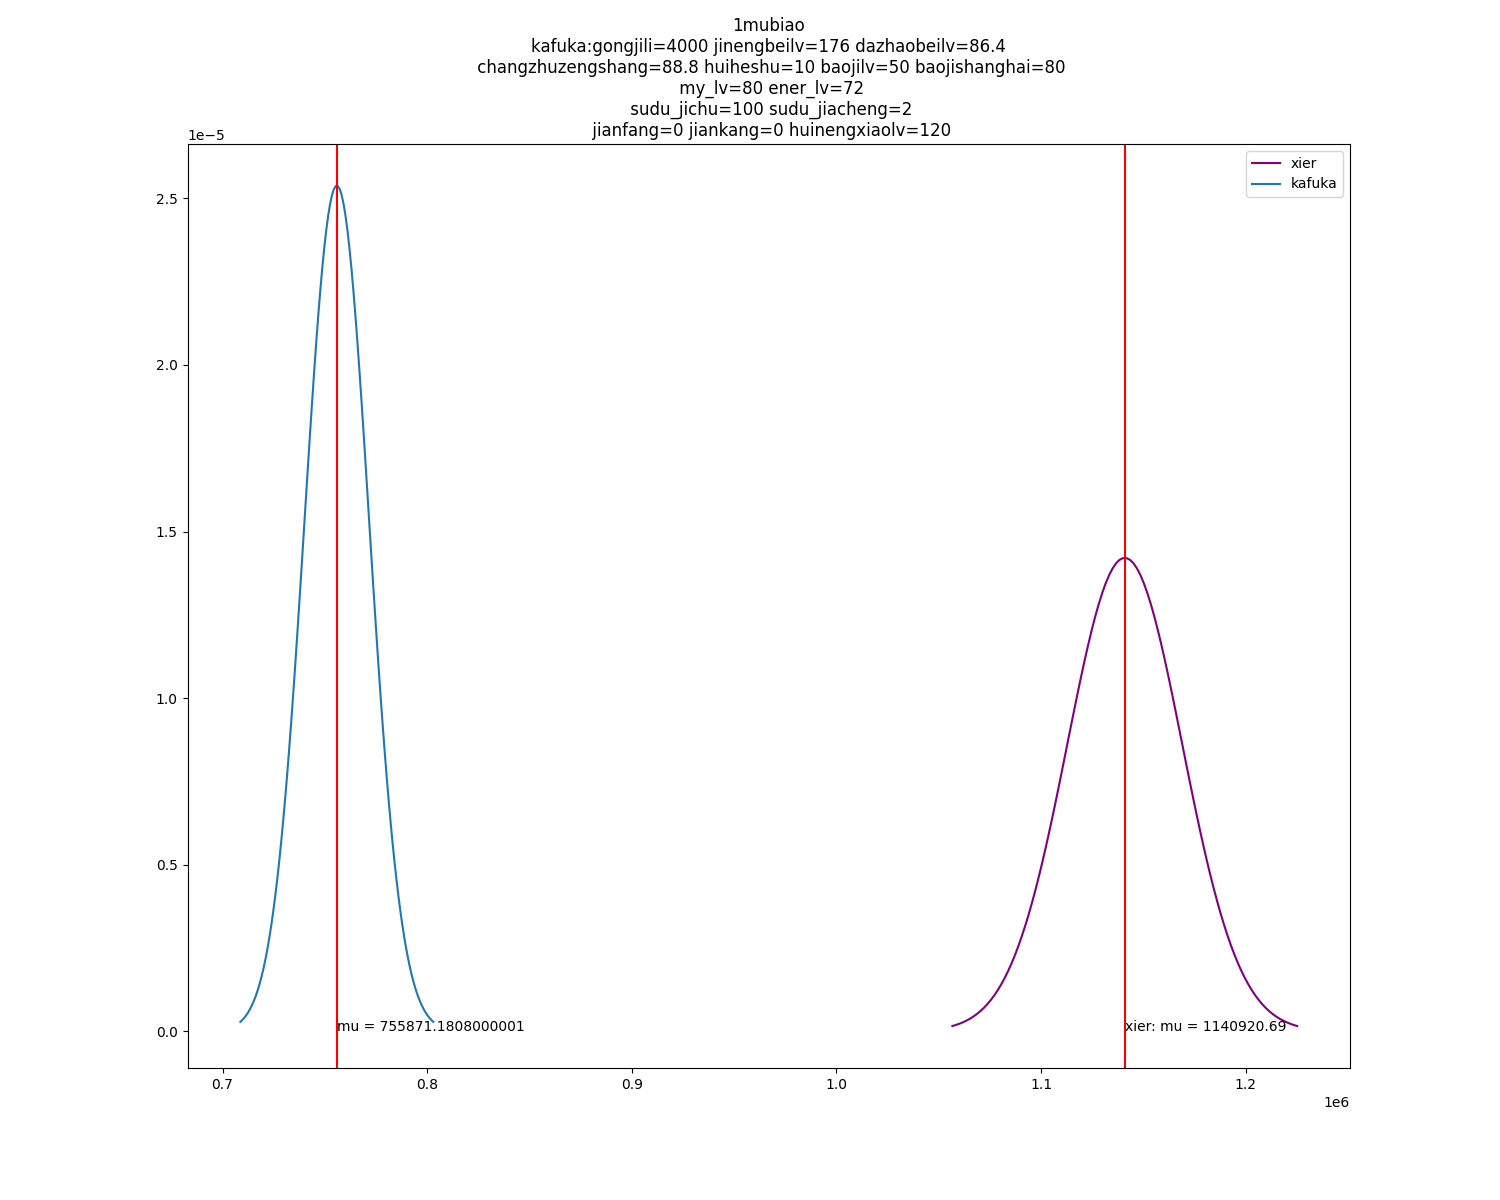 1mubiao
kafuka:gongjili=4000 jinengbeilv=176 dazhaobeilv=86.4
changzhuzengshang=88.8 huiheshu=10 baojilv=50 baojishanghai=80
my_lv=80 ener_lv=72
sudu_jichu=100 sudu_jiacheng=2
jianfang=0 jiankang=0 huinengxiaolv=120
1e−5
xier
kafuka
2.5
2.0
1.5
1.0
0.5
0.0
mu = 755871.1808000001
xier: mu = 1140920.69
0.7
0.8
0.9
1.0
1.1
1.2
1e6